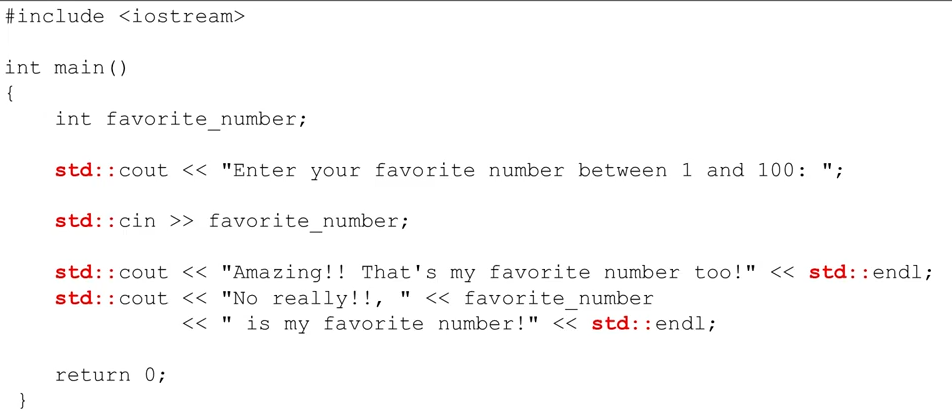 #include <iostream>
int main()
{
int favorite_number;
std::cout << "Enter your favorite number between 1 and 100: ";
std::cin >> favorite_number;
std::cout << "Amazing!! That's my favorite number too!" << std::endl;
std::cout << "No really!!, " << favorite_number
<< " is my favorite number!" << std::endl;
return 0;
}